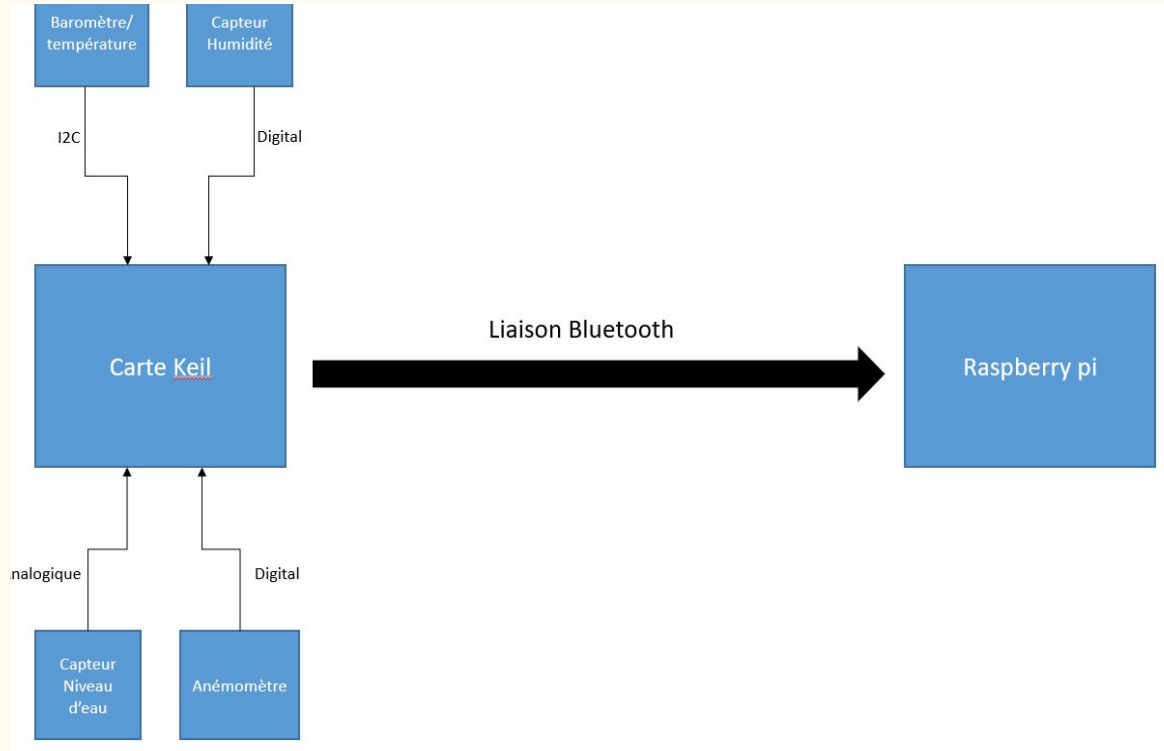 Baromètre/
température
Capteur
Humidité
I2C
Digital
Carte Keil
Liaison Bluetooth
Raspberry pi
nalogique
Digital
Capteur
Niveau
d'eau
Anémomètre